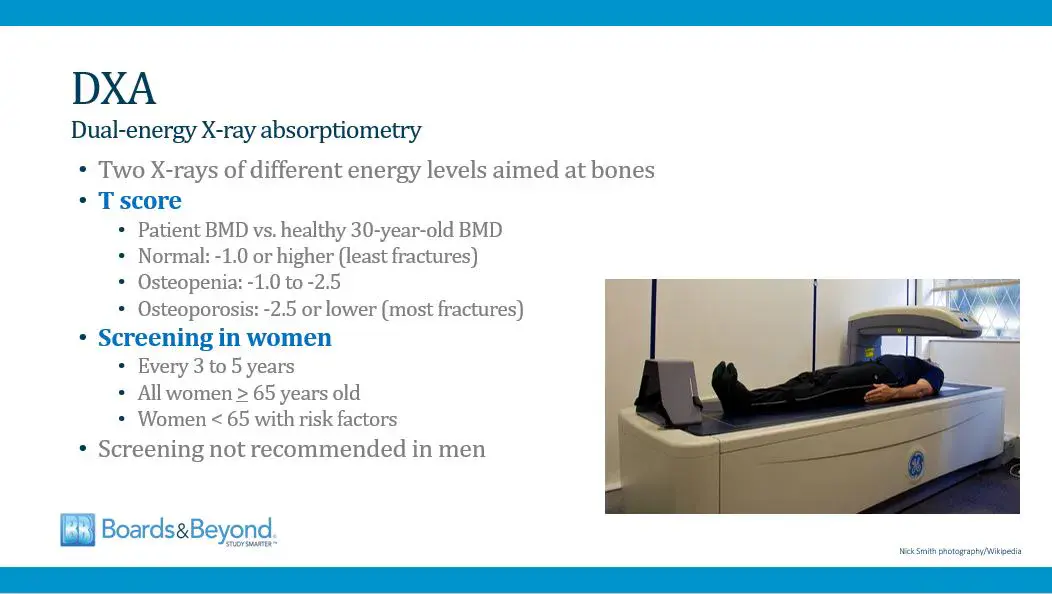 DXA
Dual-energy X-ray absorptiometry
• Two X-rays of different energy levels aimed at bones
• T score
• Patient BMD vs. healthy 30-year-old BMD
• Normal: -1.0 or higher (least fractures)
• Osteopenia: -1.0 to -2.5
• Osteoporosis: -2.5 or lower (most fractures)
• Screening in women
• Every 3 to 5 years
• All women ≥ 65 years old
• Women < 65 with risk factors
• Screening not recommended in men
GE
BB Boards&Beyond.
STUDY SMARTER™
Nick Smith photography/Wikipedia